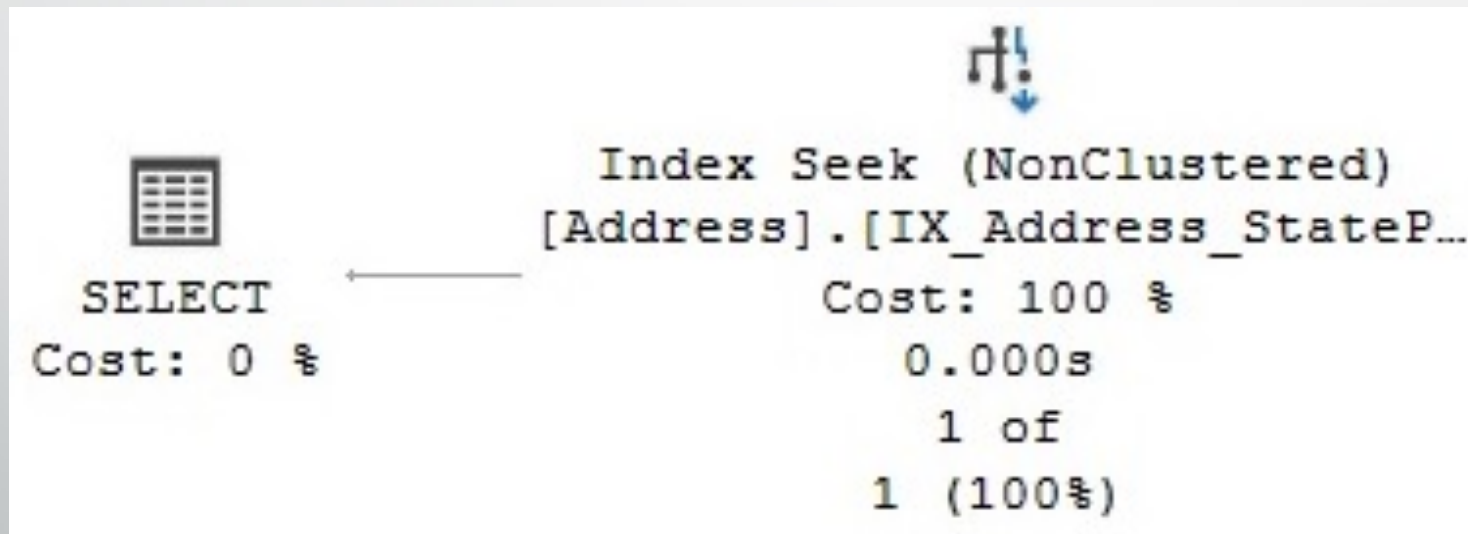 SELECT
Cost: 0 %
Index Seek (NonClustered)
[Address].[IX_Address_StateP…
Cost: 100 %
0.000s
1 of
1 (100%)